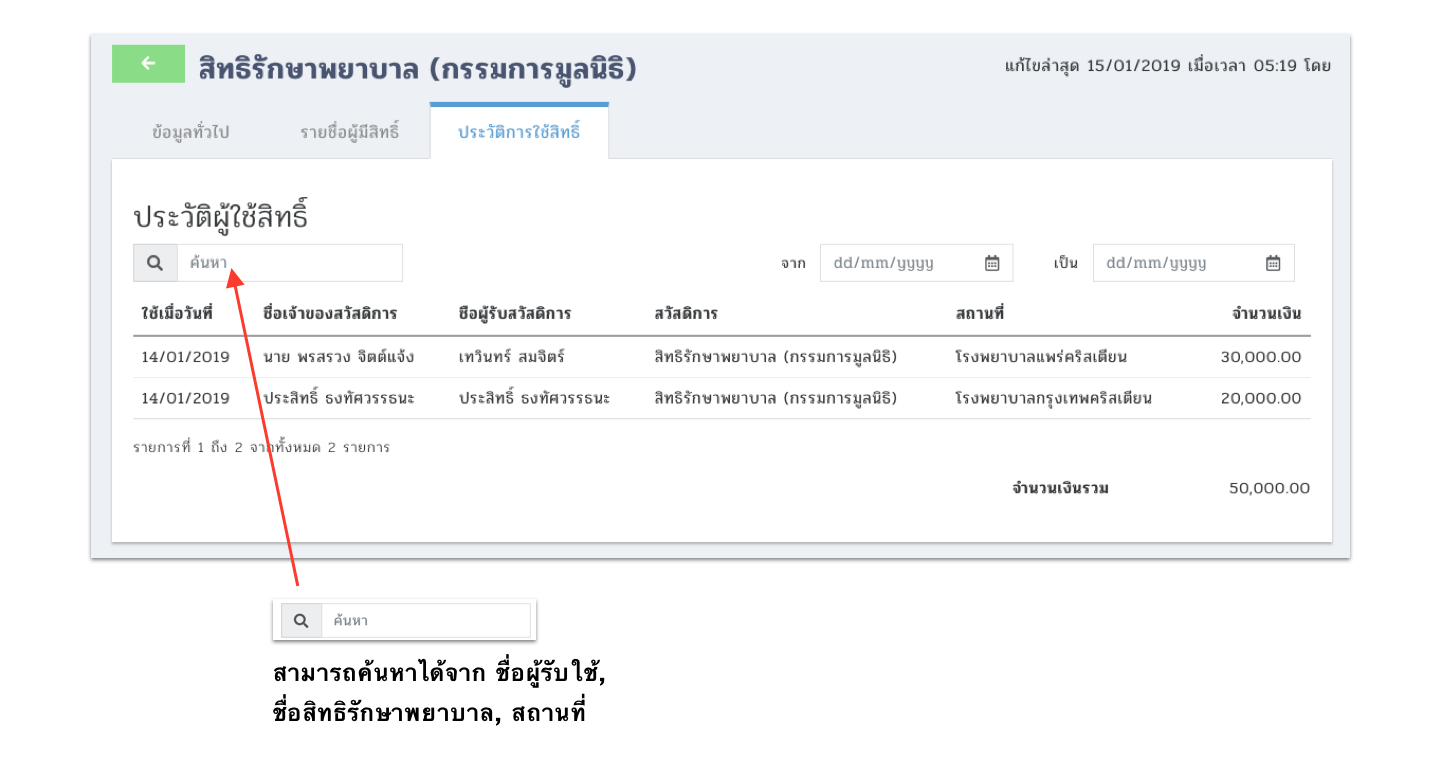 สิทธิรักษาพยาบาล (กรรมการมูลนิธิ)
แก้ไขล่าสุด 15/01/2019 เมื่อเวลา 05:19 โดย
ข้อมูลทั่วไป รายชื่อผู้มีสิทธิ์ ประวัติการใช้สิทธิ์
ประวัติผู้ใช้สิทธิ์
ค้นหา จาก dd/mm/yyyy เป็น dd/mm/yyyy
ใช้เมื่อวันที่ ชื่อเจ้าของสวัสดิการ ชือผู้รับสวัสดิการ สวัสดิการ สถานที่ จำนวนเงิน
14/01/2019 นาย พรสรวง จิตต์แจ้ง เทวินทร์ สมจิตร์ สิทธิรักษาพยาบาล (กรรมการมูลนิธิ) โรงพยาบาลแพร่คริสเตียน 30,000.00
14/01/2019 ประสิทธิ์ ธงทัศวรรธนะ ประสิทธิ์ ธงทัศวรรธนะ สิทธิรักษาพยาบาล (กรรมการมูลนิธิ) โรงพยาบาลกรุงเทพคริสเตียน 20,000.00
รายการที่ 1 ถึง 2 จากทั้งหมด 2 รายการ
จำนวนเงินรวม 50,000.00
ค้นหา
สามารถค้นหาได้จาก ชื่อผู้รับใช้,
ชื่อสิทธิรักษาพยาบาล, สถานที่